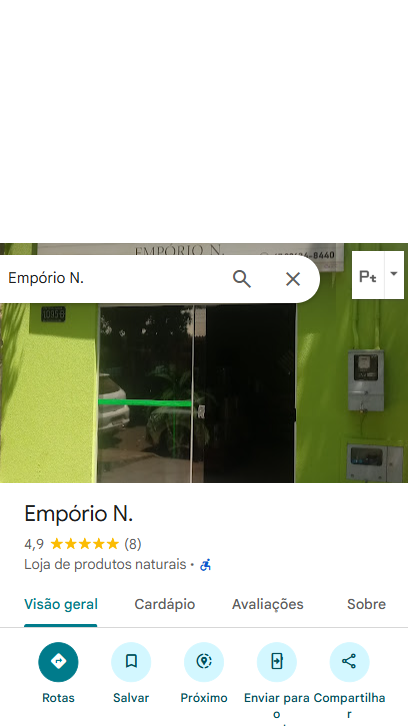 EMPÓRIO N.
8440
Empório N.
Pt
Empório N.
4,9 (8)
Loja de produtos naturais ·
Visão geral Cardápio Avaliações Sobre
Rotas Salvar Próximo Enviar para o Compartilhar